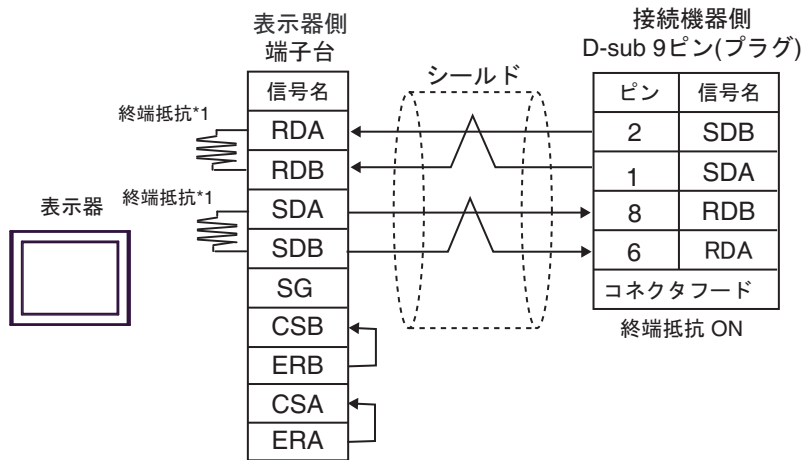 表示器側
端子台
接続機器側
D-sub 9ピン(プラグ)
シールド
信号名
ピン 信号名
終端抵抗*1
RDA
2 SDB
RDB
1 SDA
終端抵抗*1
表示器
SDA
8 RDB
SDB
6 RDA
SG
コネクタフード
CSB
終端抵抗 ON
ERB
CSA
ERA